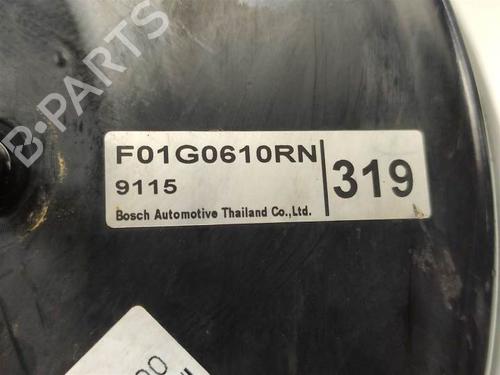 B-PARTS
F01G0610RN
9115
319
Bosch Automotive Thailand Co.,Ltd.